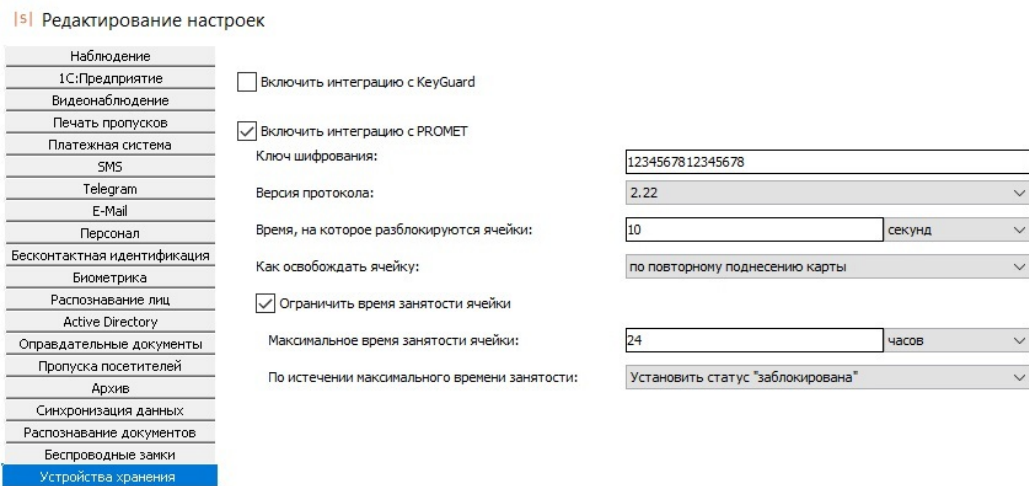 |s| Редактирование настроек
Наблюдение
1С:Предприятие
Видеонаблюдение
Печать пропусков
Платежная система
SMS
Telegram
E-Mail
Персонал
Бесконтактная идентификация
Биометрика
Распознавание лиц
Active Directory
Оправдательные документы
Пропуска посетителей
Архив
Синхронизация данных
Распознавание документов
Беспроводные замки
Устройства хранения
Включить интеграцию с KeyGuard
Включить интеграцию с PROMET
Ключ шифрования: 1234567812345678
Версия протокола: 2.22
Время, на которое разблокируются ячейки: 10 секунд
Как освобождать ячейку: по повторному поднесению карты
Ограничить время занятости ячейки
Максимальное время занятости ячейки: 24 часов
По истечении максимального времени занятости: Установить статус "заблокирована"